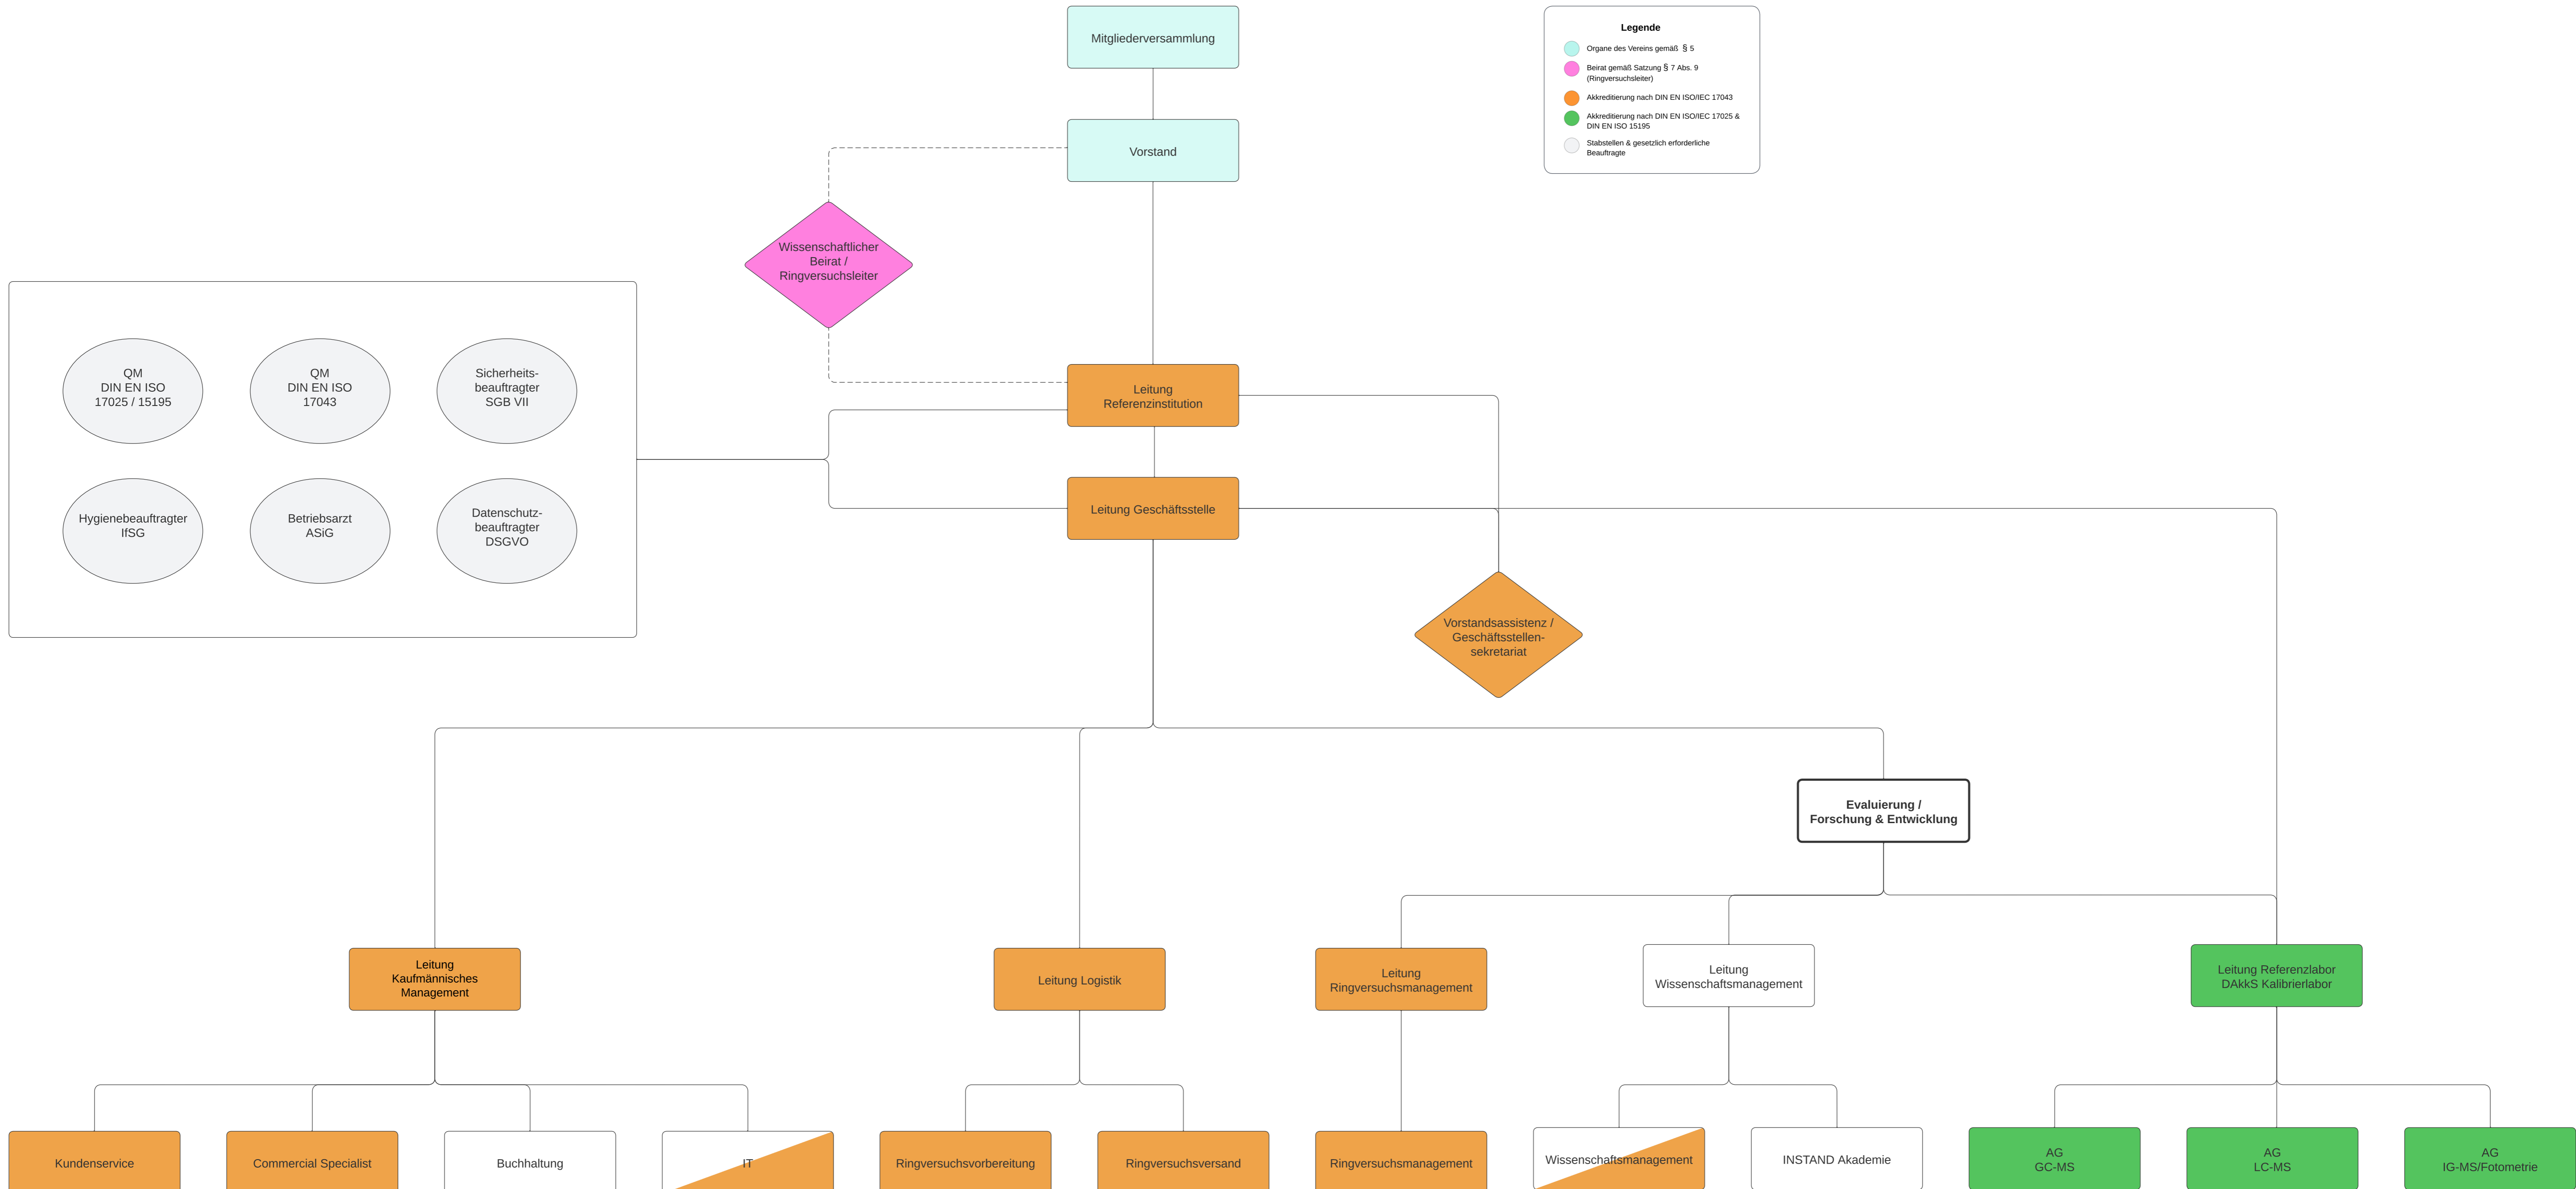 Mitgliederversammlung
Legende
Organe des Vereins gemäß § 5
Beirat gemäß Satzung § 7 Abs. 9
(Ringversuchsleiter)
Akkreditierung nach DIN EN ISO/IEC 17043
Akkreditierung nach DIN EN ISO/IEC 17025 &
DIN EN ISO 15195
Stabstellen & gesetzlich erforderliche
Beauftragte
Vorstand
Wissenschaftlicher
Beirat /
Ringversuchsleiter
QM
DIN EN ISO
17025 / 15195
QM
DIN EN ISO
17043
Sicherheits-
beauftragter
SGB VII
Hygienebeauftragter
IfSG
Betriebsarzt
ASiG
Datenschutz-
beauftragter
DSGVO
Leitung
Referenzinstitution
Leitung Geschäftsstelle
Vorstandsassistenz /
Geschäftsstellen-
sekretariat
Evaluierung /
Forschung & Entwicklung
Leitung
Kaufmännisches
Management
Leitung Logistik
Leitung
Ringversuchsmanagement
Leitung
Wissenschaftsmanagement
Leitung Referenzlabor
DAkkS Kalibrierlabor
Kundenservice
Commercial Specialist
Buchhaltung
IT
Ringversuchsvorbereitung
Ringversuchsversand
Ringversuchsmanagement
Wissenschaftsmanagement
INSTAND Akademie
AG
GC-MS
AG
LC-MS
AG
IG-MS/Fotometrie